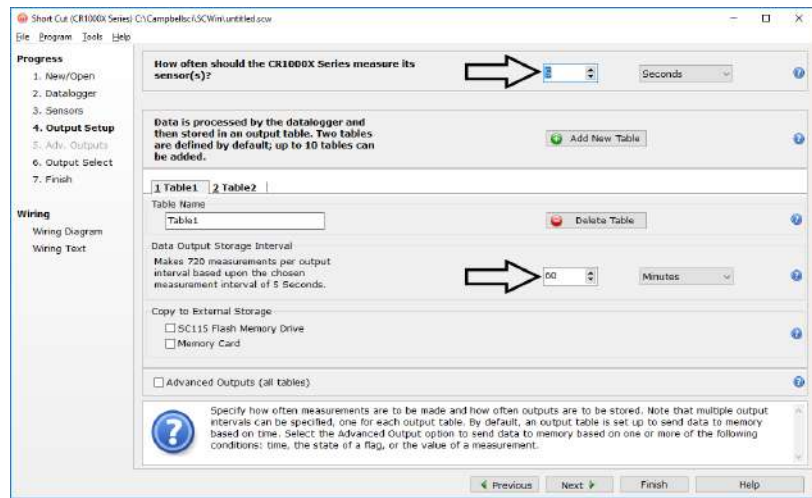 Short Cut (CR1000X Series) C:\Campbellsci\SCWin\untitled.scw
File Program Tools Help
Progress
1. New/Open
2. Datalogger
3. Sensors
4. Output Setup
5. Adv. Outputs
6. Output Select
7. Finish
Wiring
Wiring Diagram
Wiring Text
How often should the CR1000X Series measure its
sensor(s)?
5
Seconds
Data is processed by the datalogger and
then stored in an output table. Two tables
are defined by default; up to 10 tables can
be added.
Add New Table
1 Table1
2 Table2
Table Name
Table1
Delete Table
Data Output Storage Interval
Makes 720 measurements per output
interval based upon the chosen
measurement interval of 5 Seconds.
60
Minutes
Copy to External Storage
SC115 Flash Memory Drive
Memory Card
Advanced Outputs (all tables)
Specify how often measurements are to be made and how often outputs are to be stored. Note that multiple output
intervals can be specified, one for each output table. By default, an output table is set up to send data to memory
based on time. Select the Advanced Output option to send data to memory based on one or more of the following
conditions: time, the state of a flag, or the value of a measurement.
Previous
Next
Finish
Help